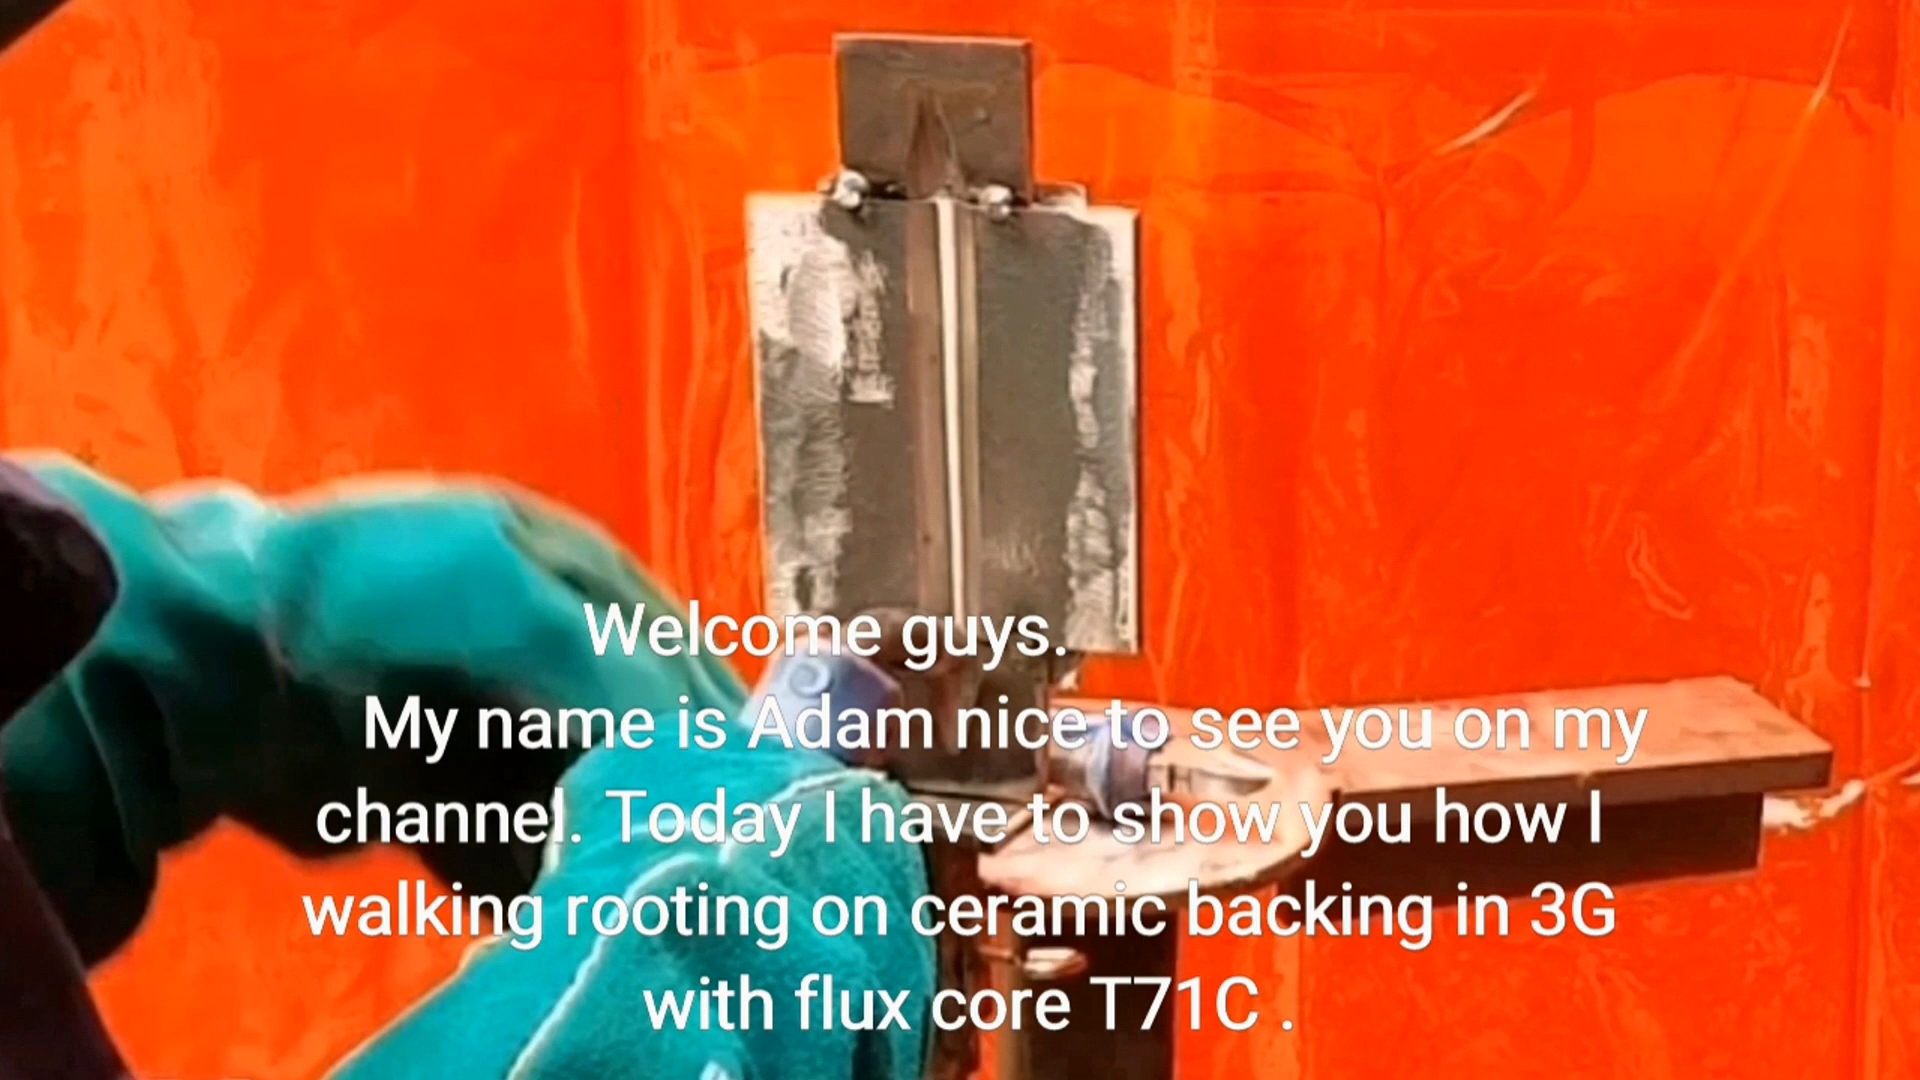 Welcome guys.
My name is Adam nice to see you on my
channel. Today I have to show you how I
walking rooting on ceramic backing in 3G
with flux core T71C .